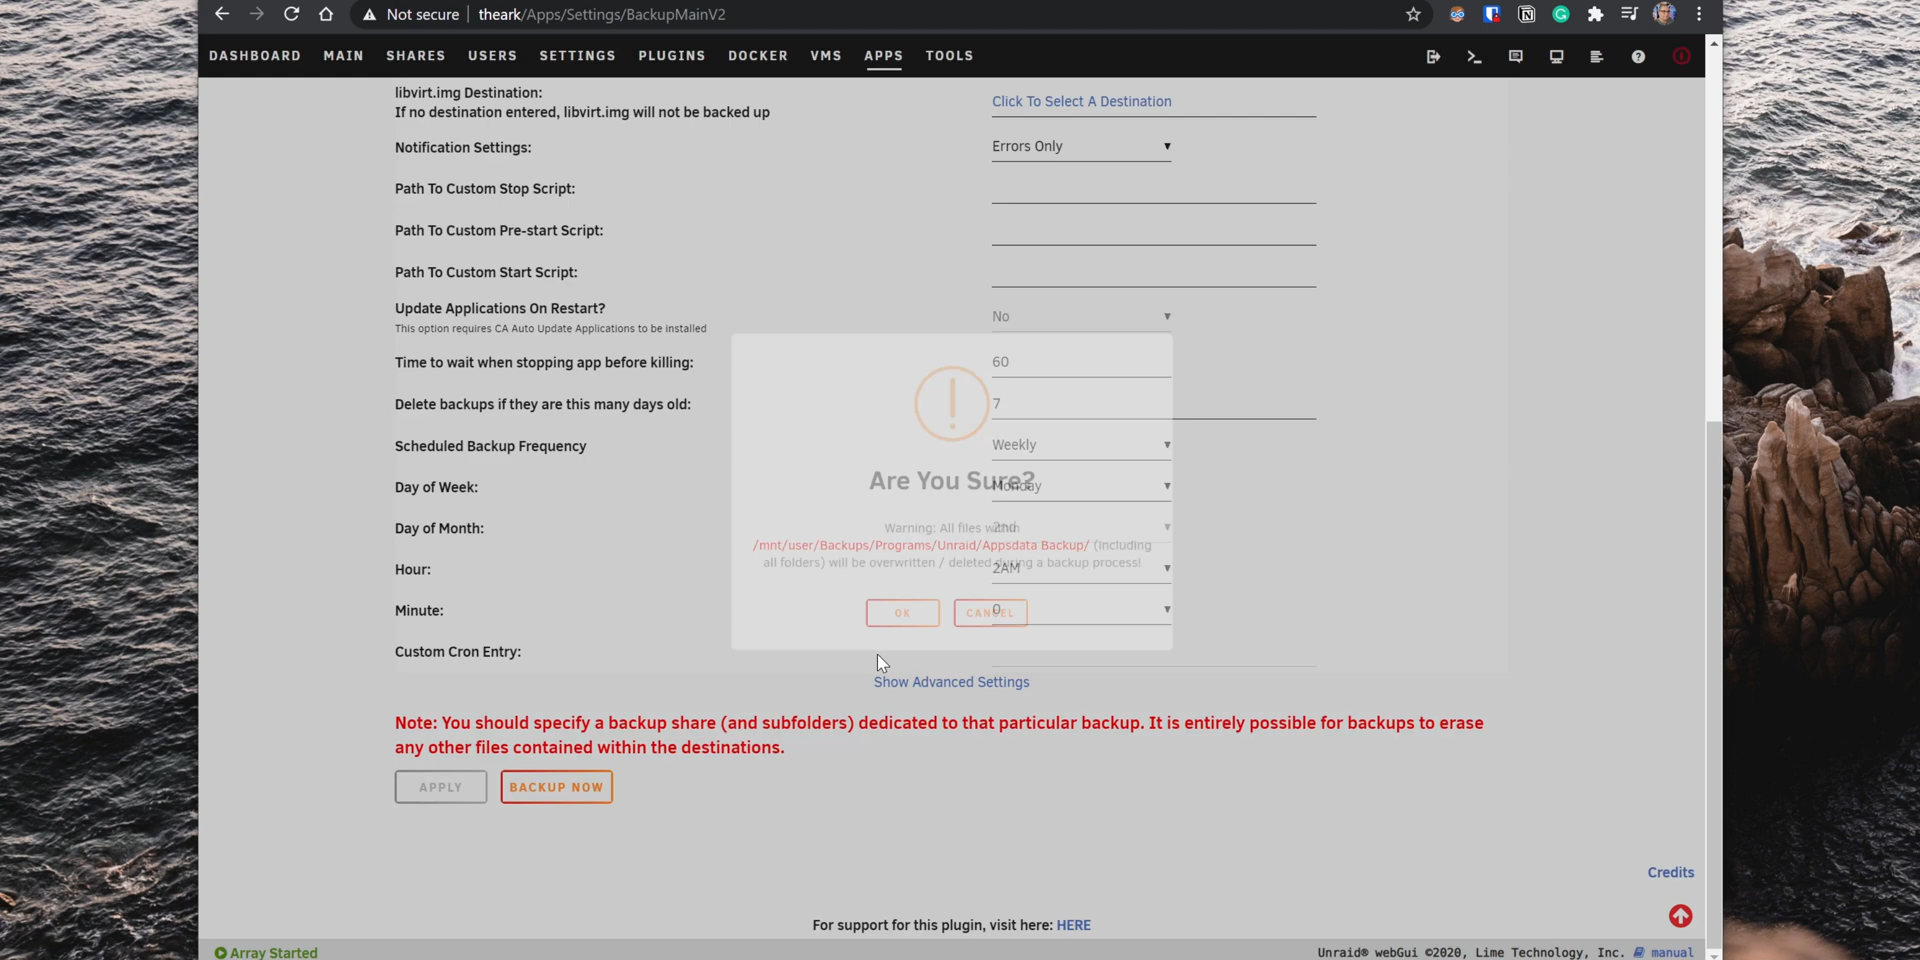 Not secure theark/Apps/Settings/BackupMainV2
DASHBOARD MAIN SHARES USERS SETTINGS PLUGINS DOCKER VMS APPS TOOLS
libvirt.img Destination:
If no destination entered, libvirt.img will not be backed up
Click To Select A Destination
Notification Settings:
Errors Only
Path To Custom Stop Script:
Path To Custom Pre-start Script:
Path To Custom Start Script:
Update Applications On Restart?
This option requires CA Auto Update Applications to be installed
No
Time to wait when stopping app before killing:
60
Delete backups if they are this many days old:
7
Scheduled Backup Frequency
Weekly
Day of Week:
Monday
Day of Month:
2nd
Hour:
2AM
Minute:
0
Custom Cron Entry:
Are You Sure?
Warning: All files within
/mnt/user/Backups/Programs/Unraid/Appsdata Backup/ (including
all folders) will be overwritten / deleted during a backup process!
OK CANCEL
Show Advanced Settings
Note: You should specify a backup share (and subfolders) dedicated to that particular backup. It is entirely possible for backups to erase
any other files contained within the destinations.
APPLY BACKUP NOW
Credits
For support for this plugin, visit here: HERE
Array Started
Unraid® webGui ©2020, Lime Technology, Inc. manual